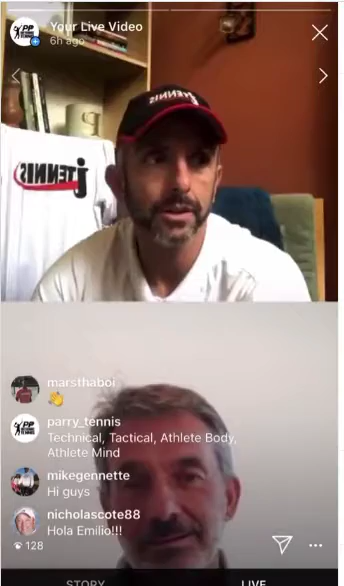 Your Live Video
6h ago
TENNIS
jTENNIS
marsthaboi
parry_tennis
Technical, Tactical, Athlete Body,
Athlete Mind
mikegennette
Hi guys
nicholascote88
Hola Emilio!!!
128
STORY
LIVE